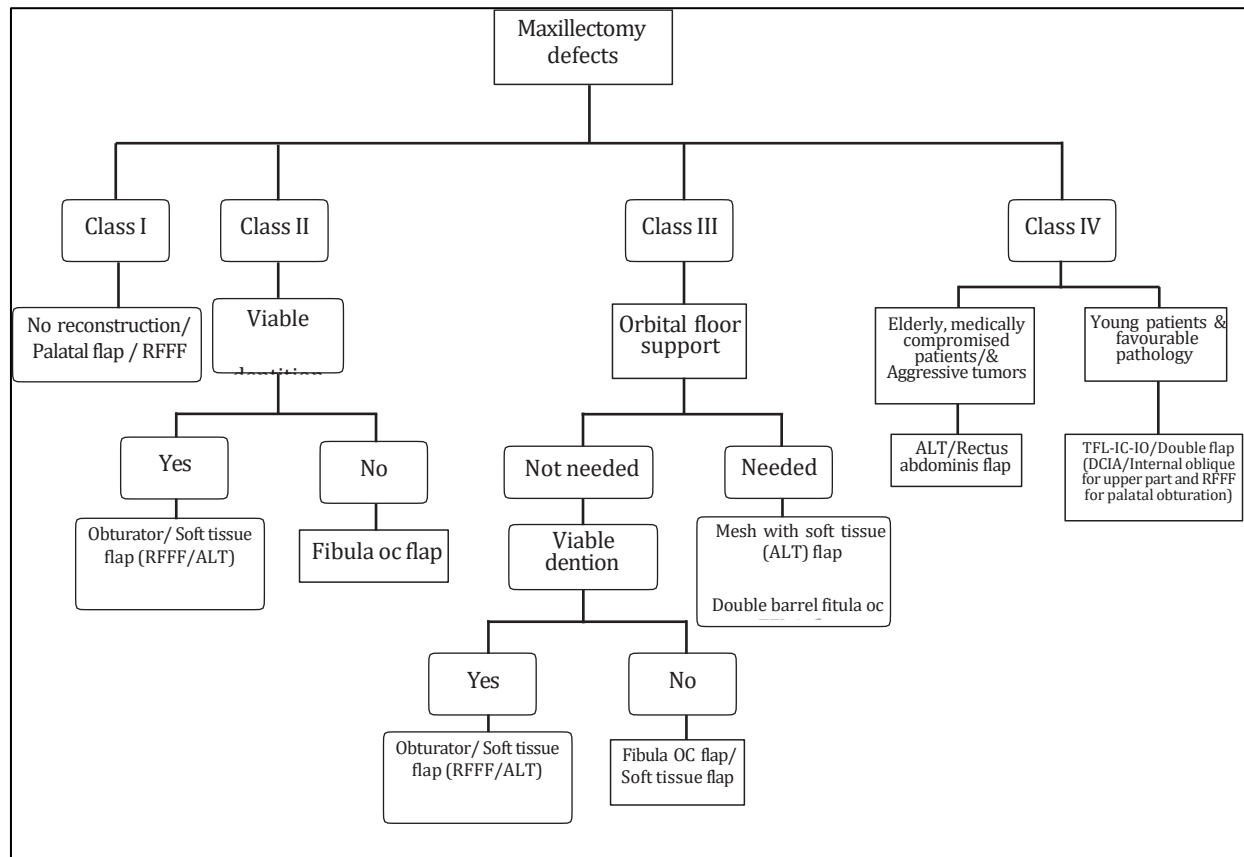 Maxillectomy
defects
Class I
Class II
Class III
Class IV
No reconstruction/
Palatal flap / RFFF
Viable
Orbital floor
support
Elderly, medically
compromised
patients/&
Aggressive tumors
Young patients &
favourable
pathology
Yes
No
Not needed
Needed
ALT/Rectus
abdominis flap
TFL-IC-IO/Double flap
(DCIA/Internal oblique
for upper part and RFFF
for palatal obturation)
Obturator/ Soft tissue
flap (RFFF/ALT)
Fibula oc flap
Viable
dention
Mesh with soft tissue
(ALT) flap
Double barrel fitula oc
Yes
No
Obturator/ Soft tissue
flap (RFFF/ALT)
Fibula OC flap/
Soft tissue flap